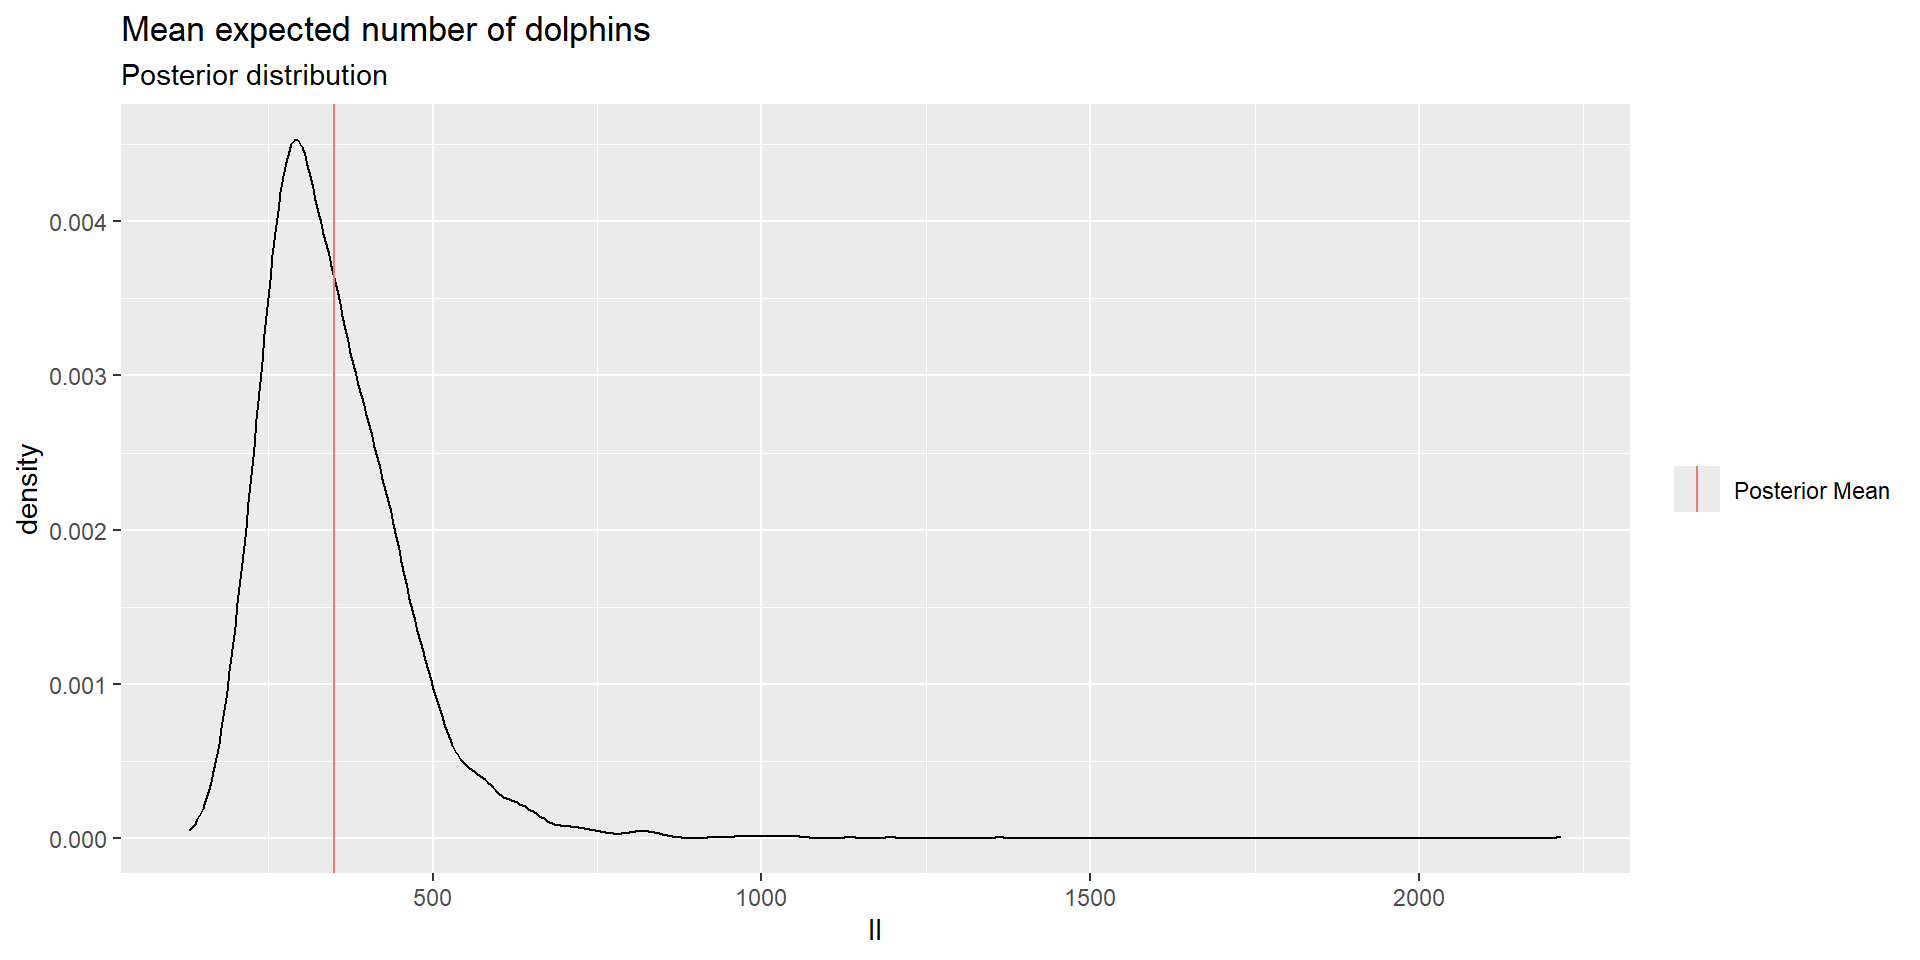 Mean expected number of dolphins
Posterior distribution
density
0.004
0.003
0.002
0.001
0.000
500
1000
1500
2000
ll
Posterior Mean